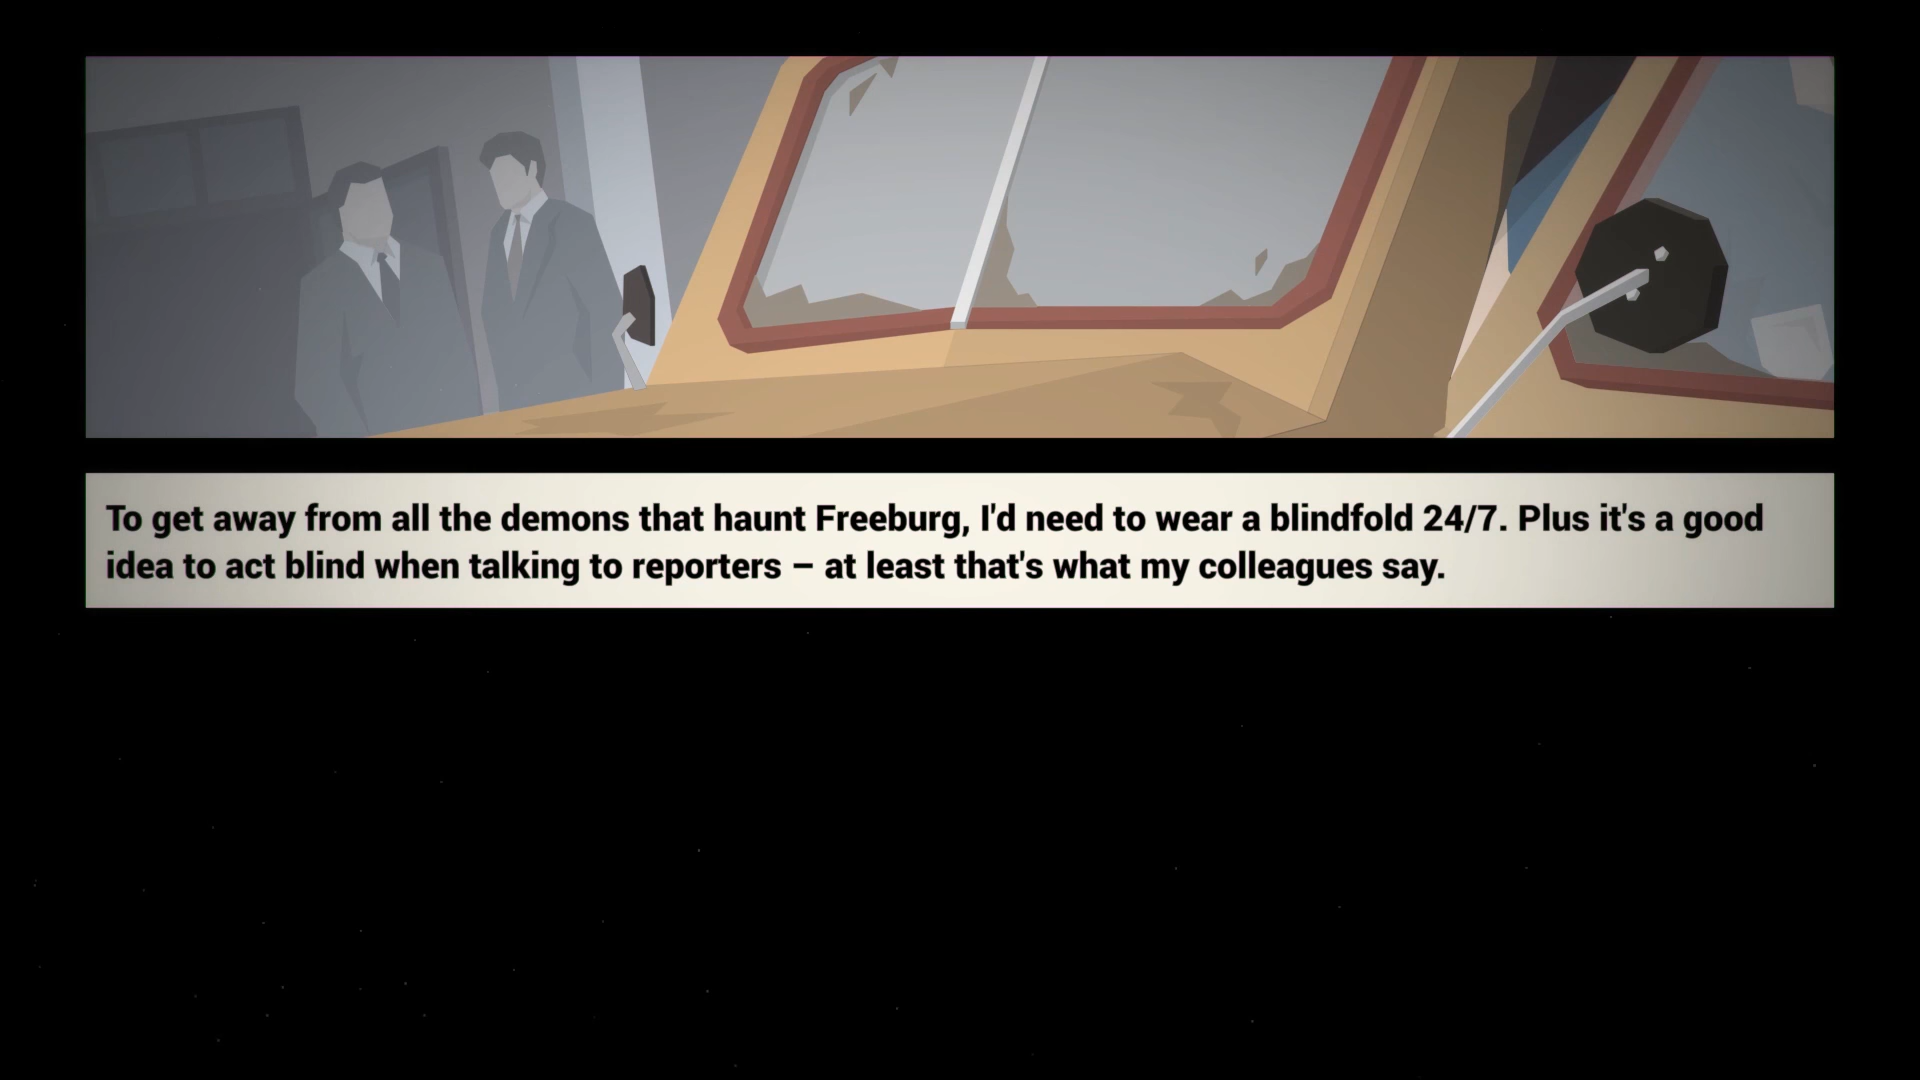 To get away from all the demons that haunt Freeburg, I'd need to wear a blindfold 24/7. Plus it's a good
idea to act blind when talking to reporters – at least that's what my colleagues say.